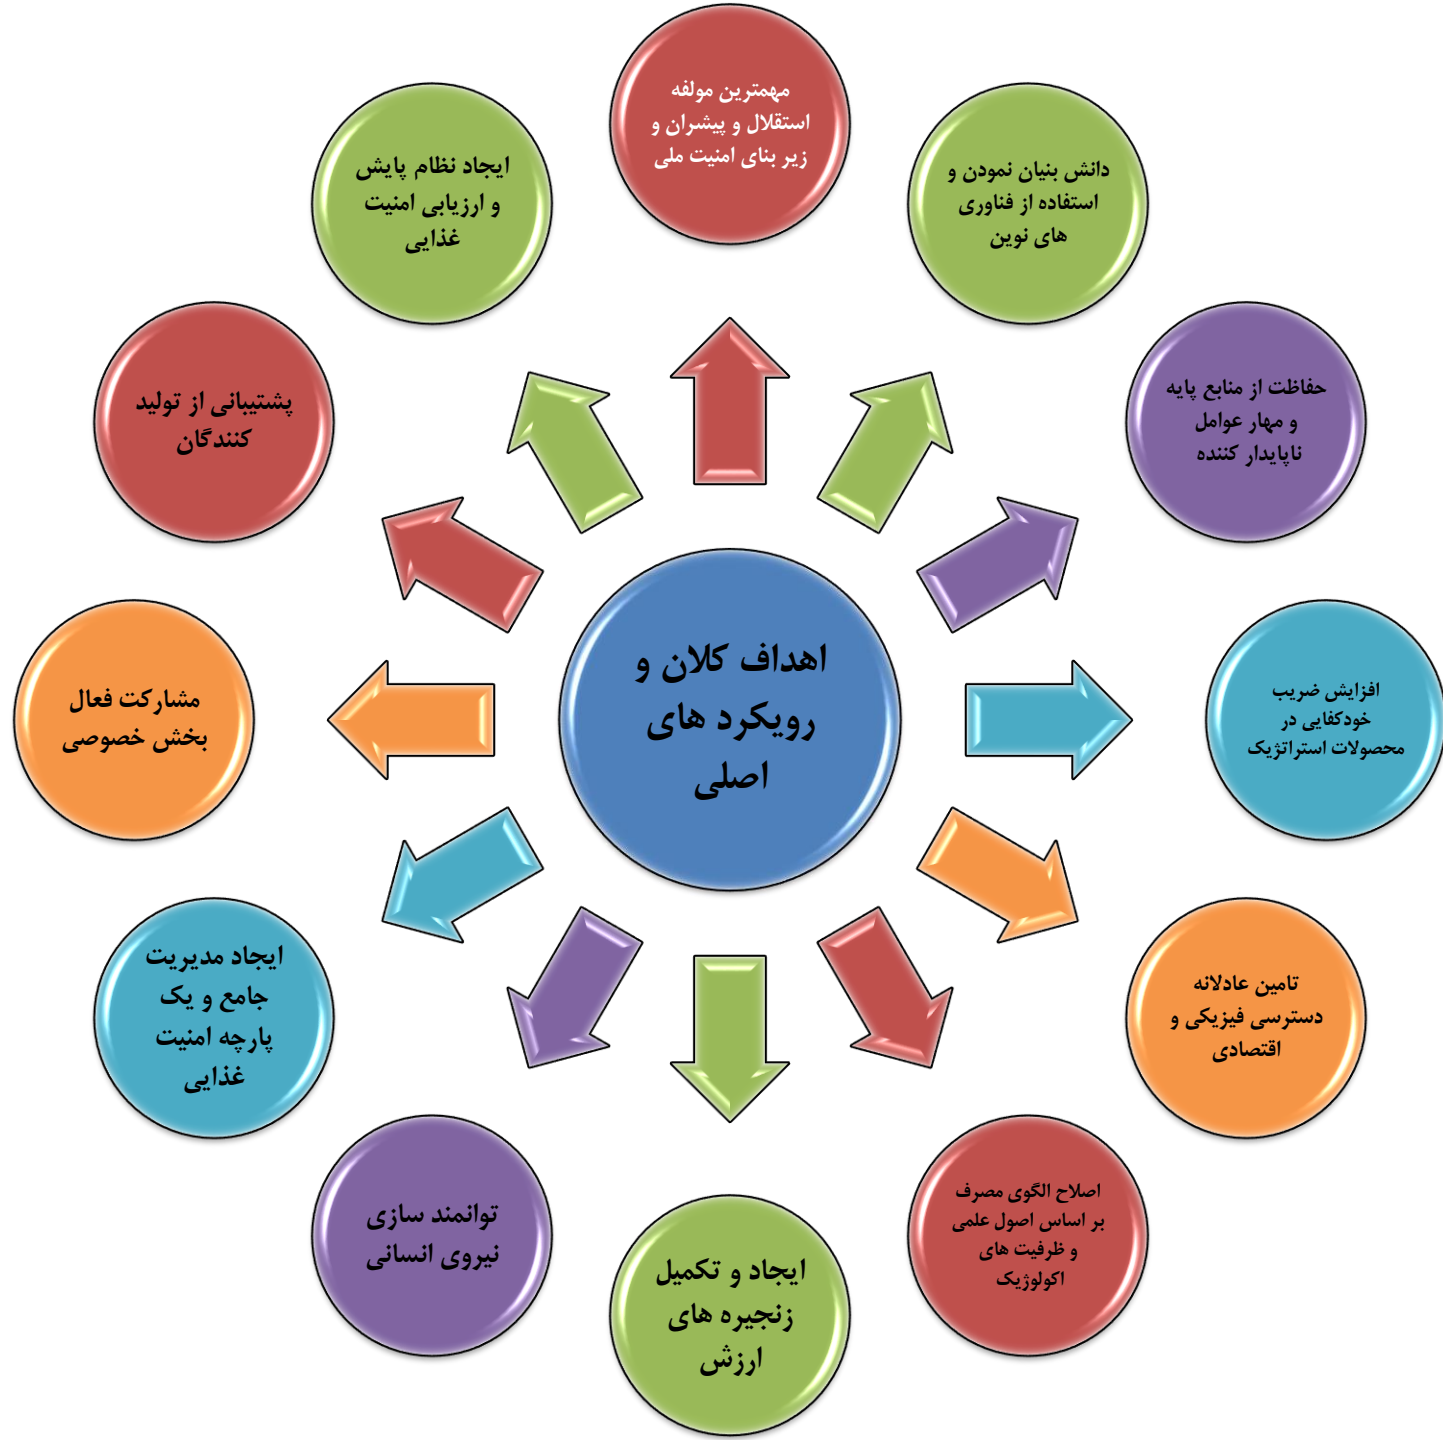 مهمترین مولفه
استقلال و پیشران و
زیر بنای امنیت ملی
دانش بنیان نمودن و
استفاده از فناوری
های نوین
حفاظت از منابع پایه
و مهار عوامل
ناپایدار کننده
افزایش ضریب
خودکفایی در
محصولات استراتژیک
تامین عادلانه
دسترسی فیزیکی و
اقتصادی
اصلاح الگوی مصرف
بر اساس اصول علمی
و ظرفیت های
اکولوژیک
ایجاد و تکمیل
زنجیره های
ارزش
توانمند سازی
نیروی انسانی
ایجاد مدیریت
جامع و یک
پارچه امنیت
غذایی
مشارکت فعال
بخش خصوصی
پشتیبانی از تولید
کنندگان
ایجاد نظام پایش
و ارزیابی امنیت
غذایی
اهداف کلان و
رویکرد های
اصلی